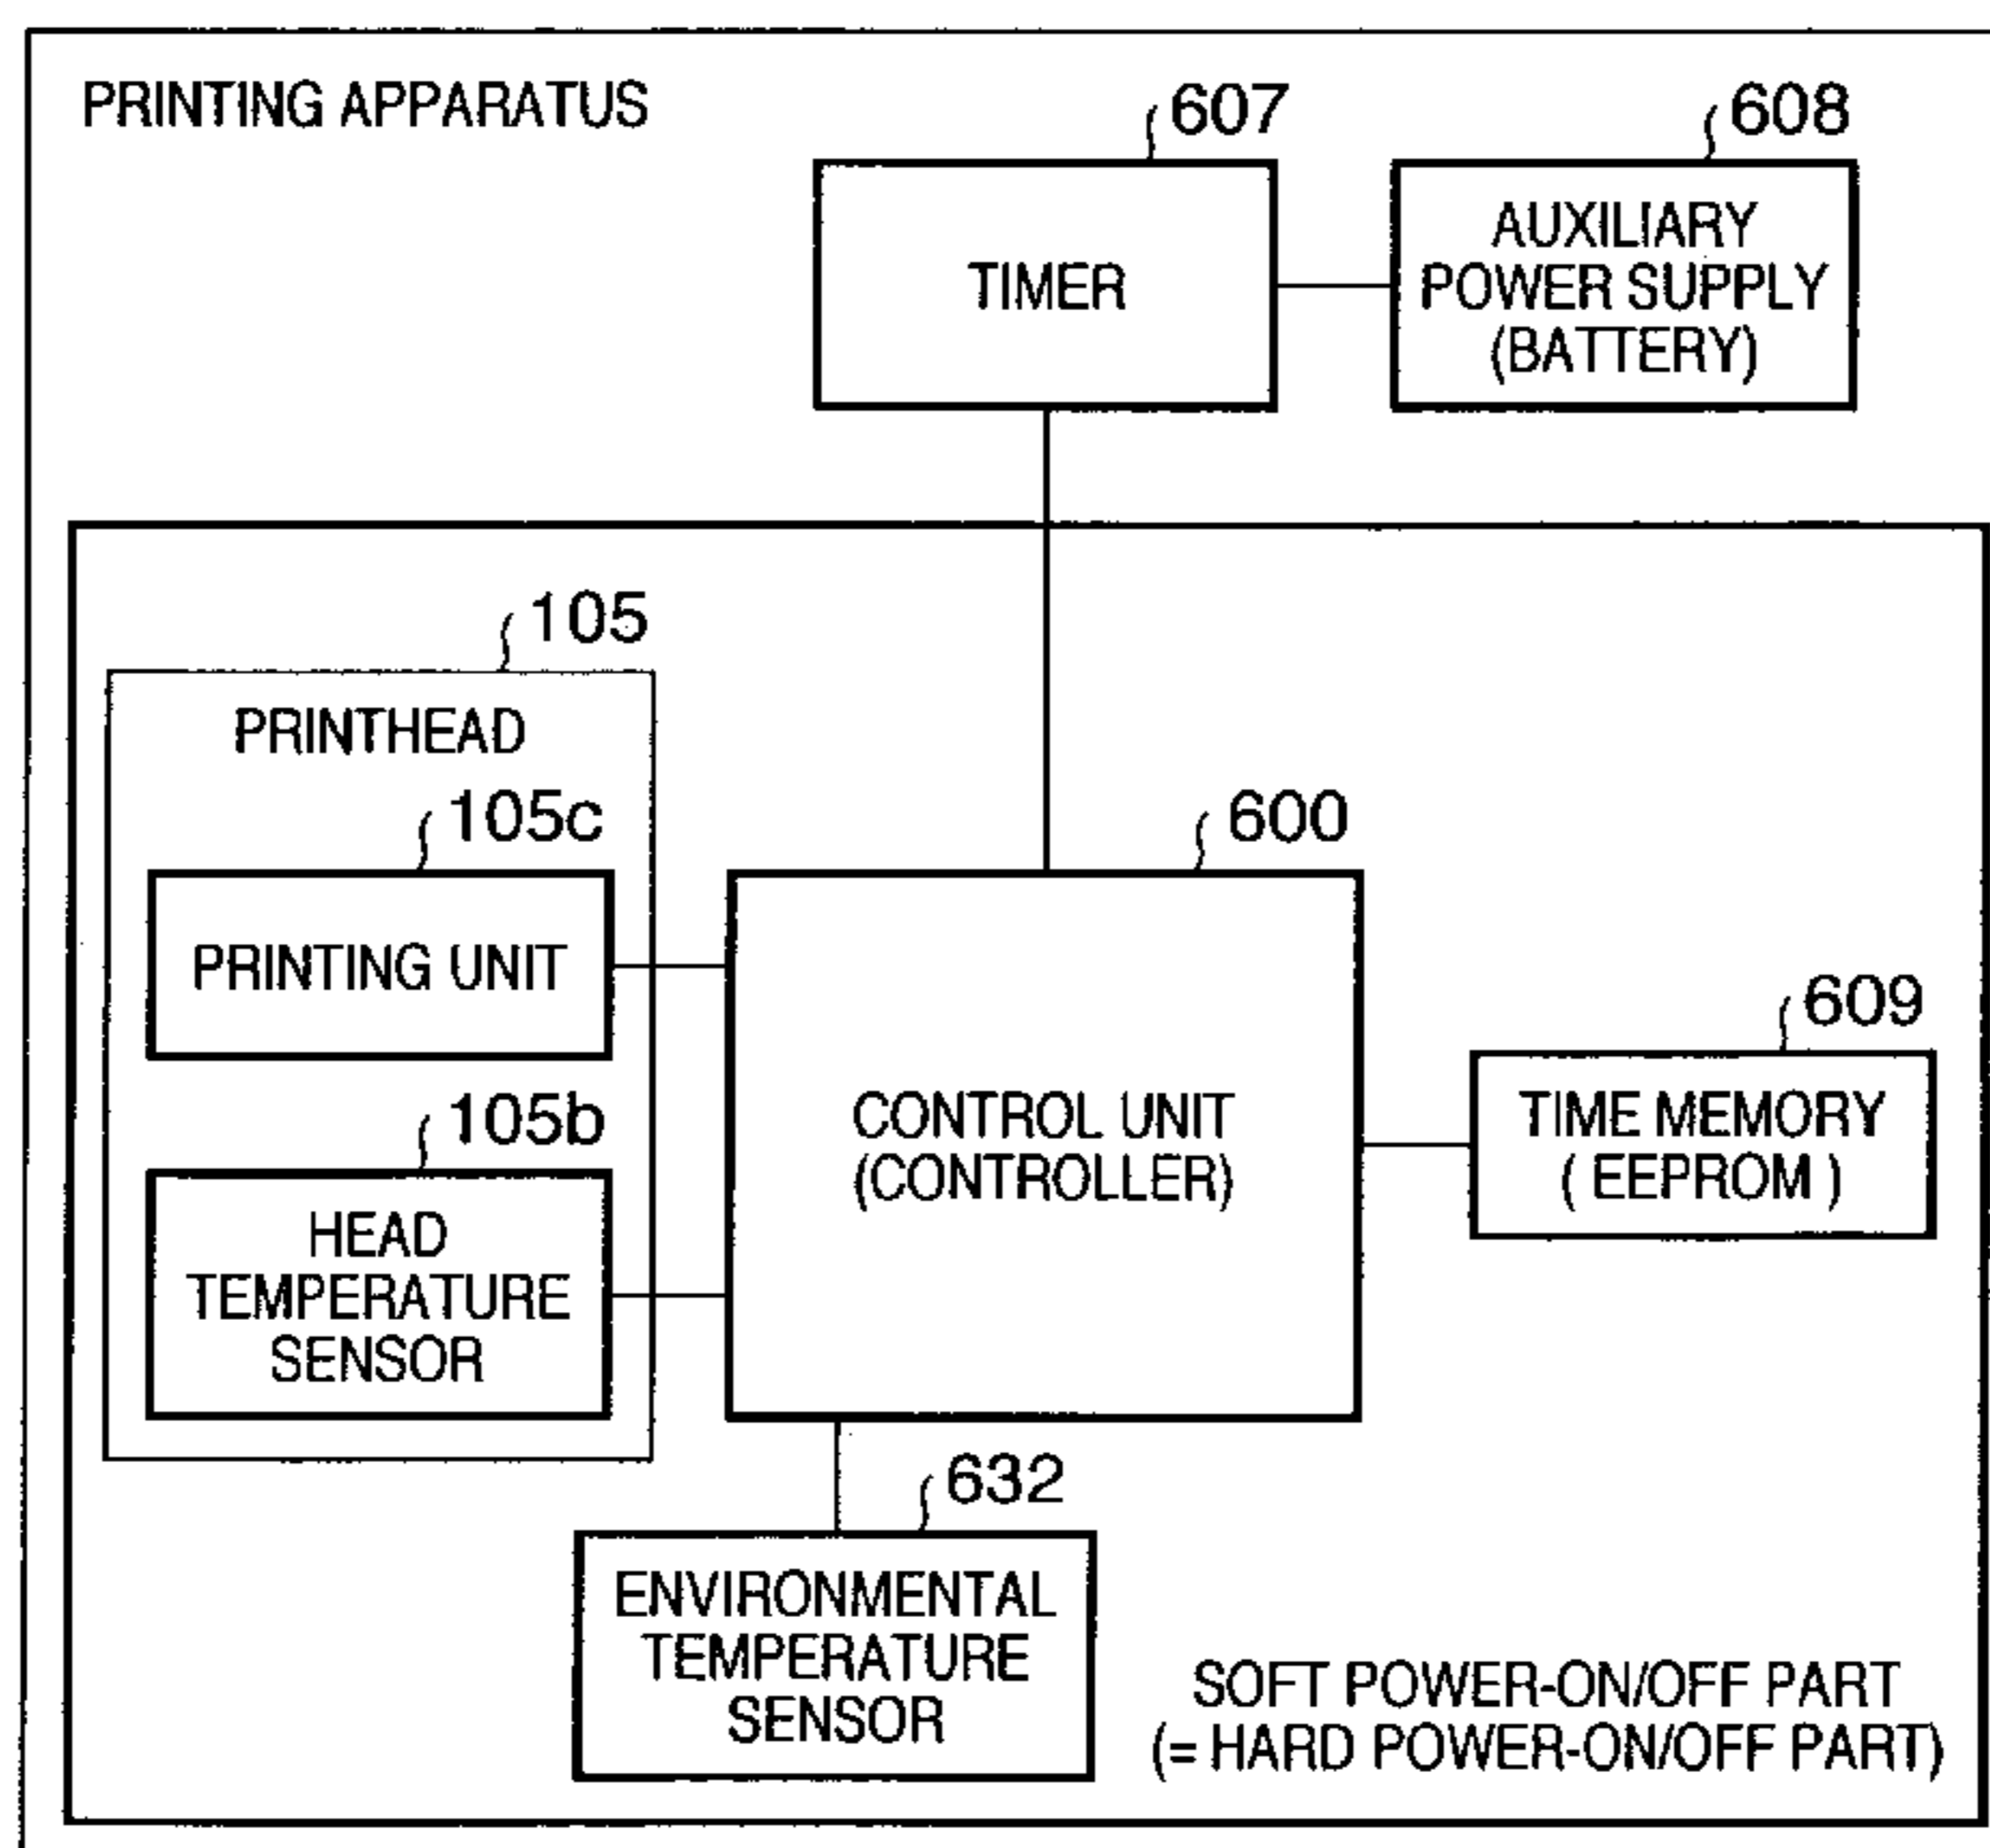 PRINTING APPARATUS
607
608
TIMER
AUXILIARY
POWER SUPPLY
(BATTERY)
105
PRINTHEAD
105c
600
PRINTING UNIT
609
105b
CONTROL UNIT
(CONTROLLER)
TIME MEMORY
( EEPROM )
HEAD
TEMPERATURE
SENSOR
632
ENVIRONMENTAL
TEMPERATURE
SENSOR
SOFT POWER-ON/OFF PART
(= HARD POWER-ON/OFF PART)